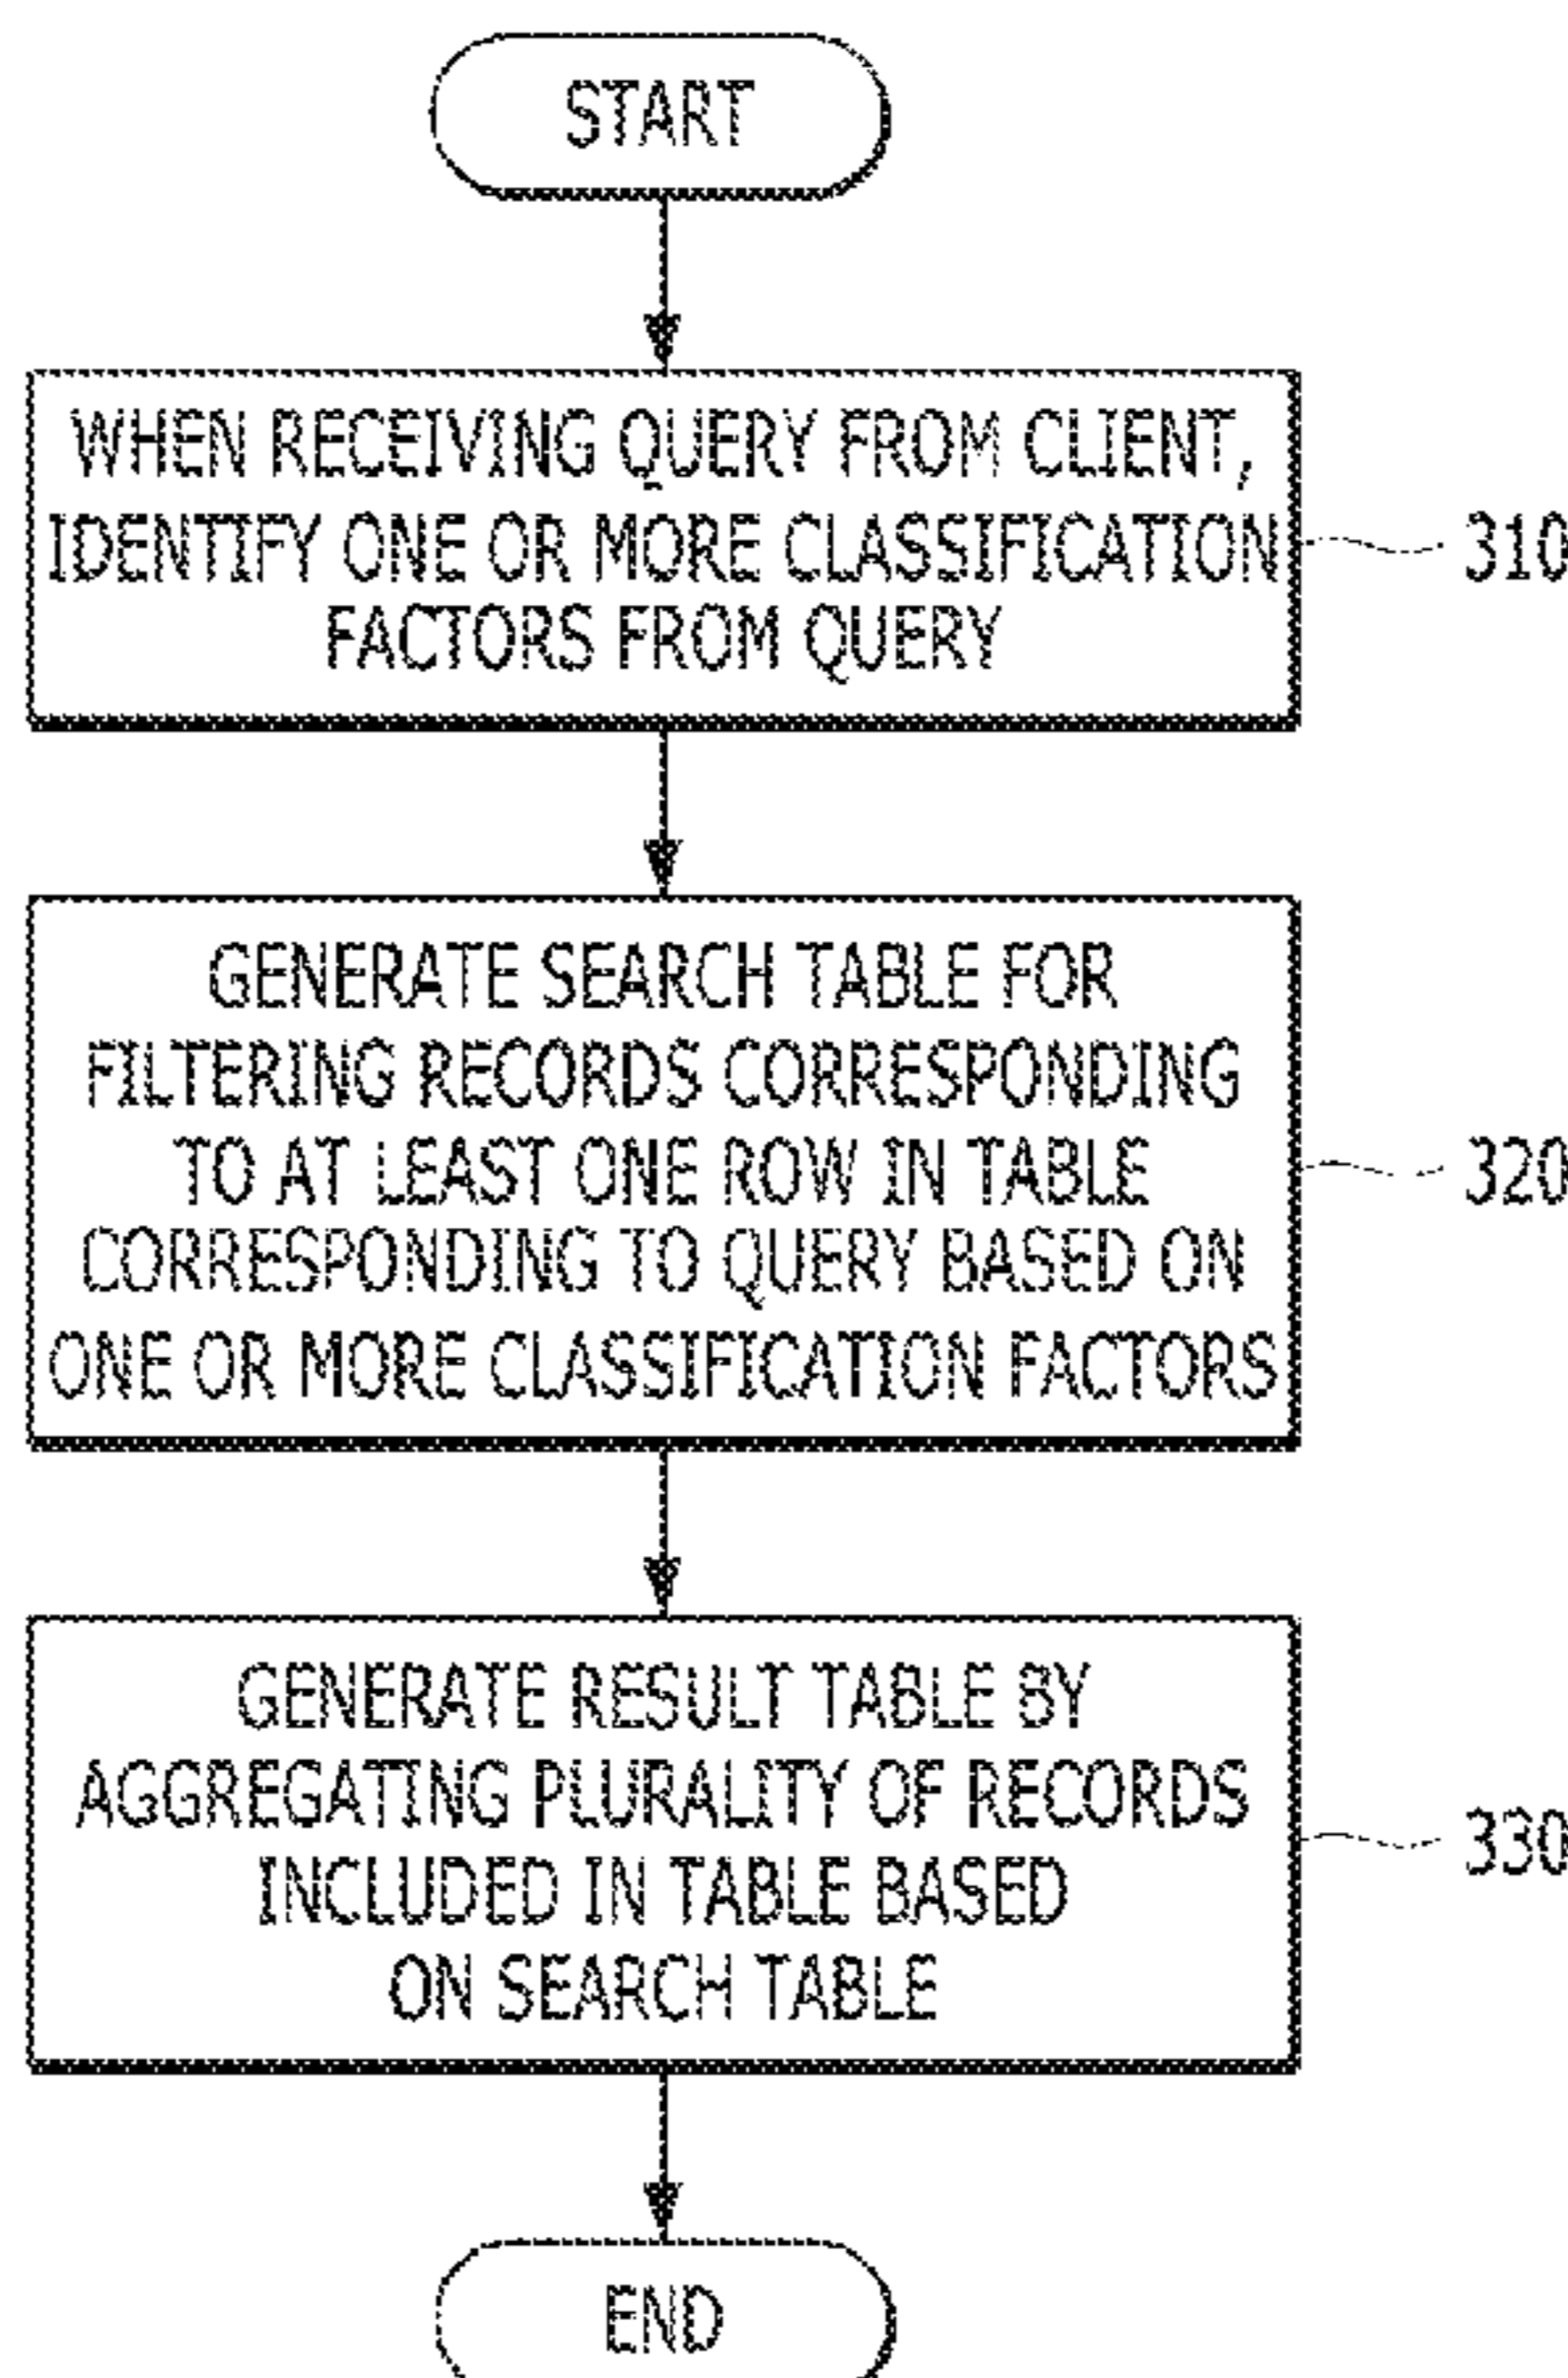 START
WHEN RECEIVING QUERY FROM CLIENT,
IDENTIFY ONE OR MORE CLASSIFICATION
FACTORS FROM QUERY
310
GENERATE SEARCH TABLE FOR
FILTERING RECORDS CORRESPONDING
TO AT LEAST ONE ROW IN TABLE
CORRESPONDING TO QUERY BASED ON
ONE OR MORE CLASSIFICATION FACTORS
320
GENERATE RESULT TABLE BY
AGGREGATING PLURALITY OF RECORDS
INCLUDED IN TABLE BASED
ON SEARCH TABLE
330
END